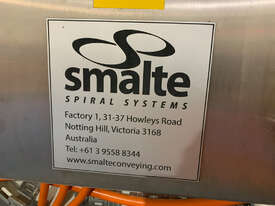 smalte
SPIRAL SYSTEMS
Factory 1, 31-37 Howleys Road
Notting Hill, Victoria 3168
Australia
Tel: +61 3 9558 8344
www.smalteconveying.com